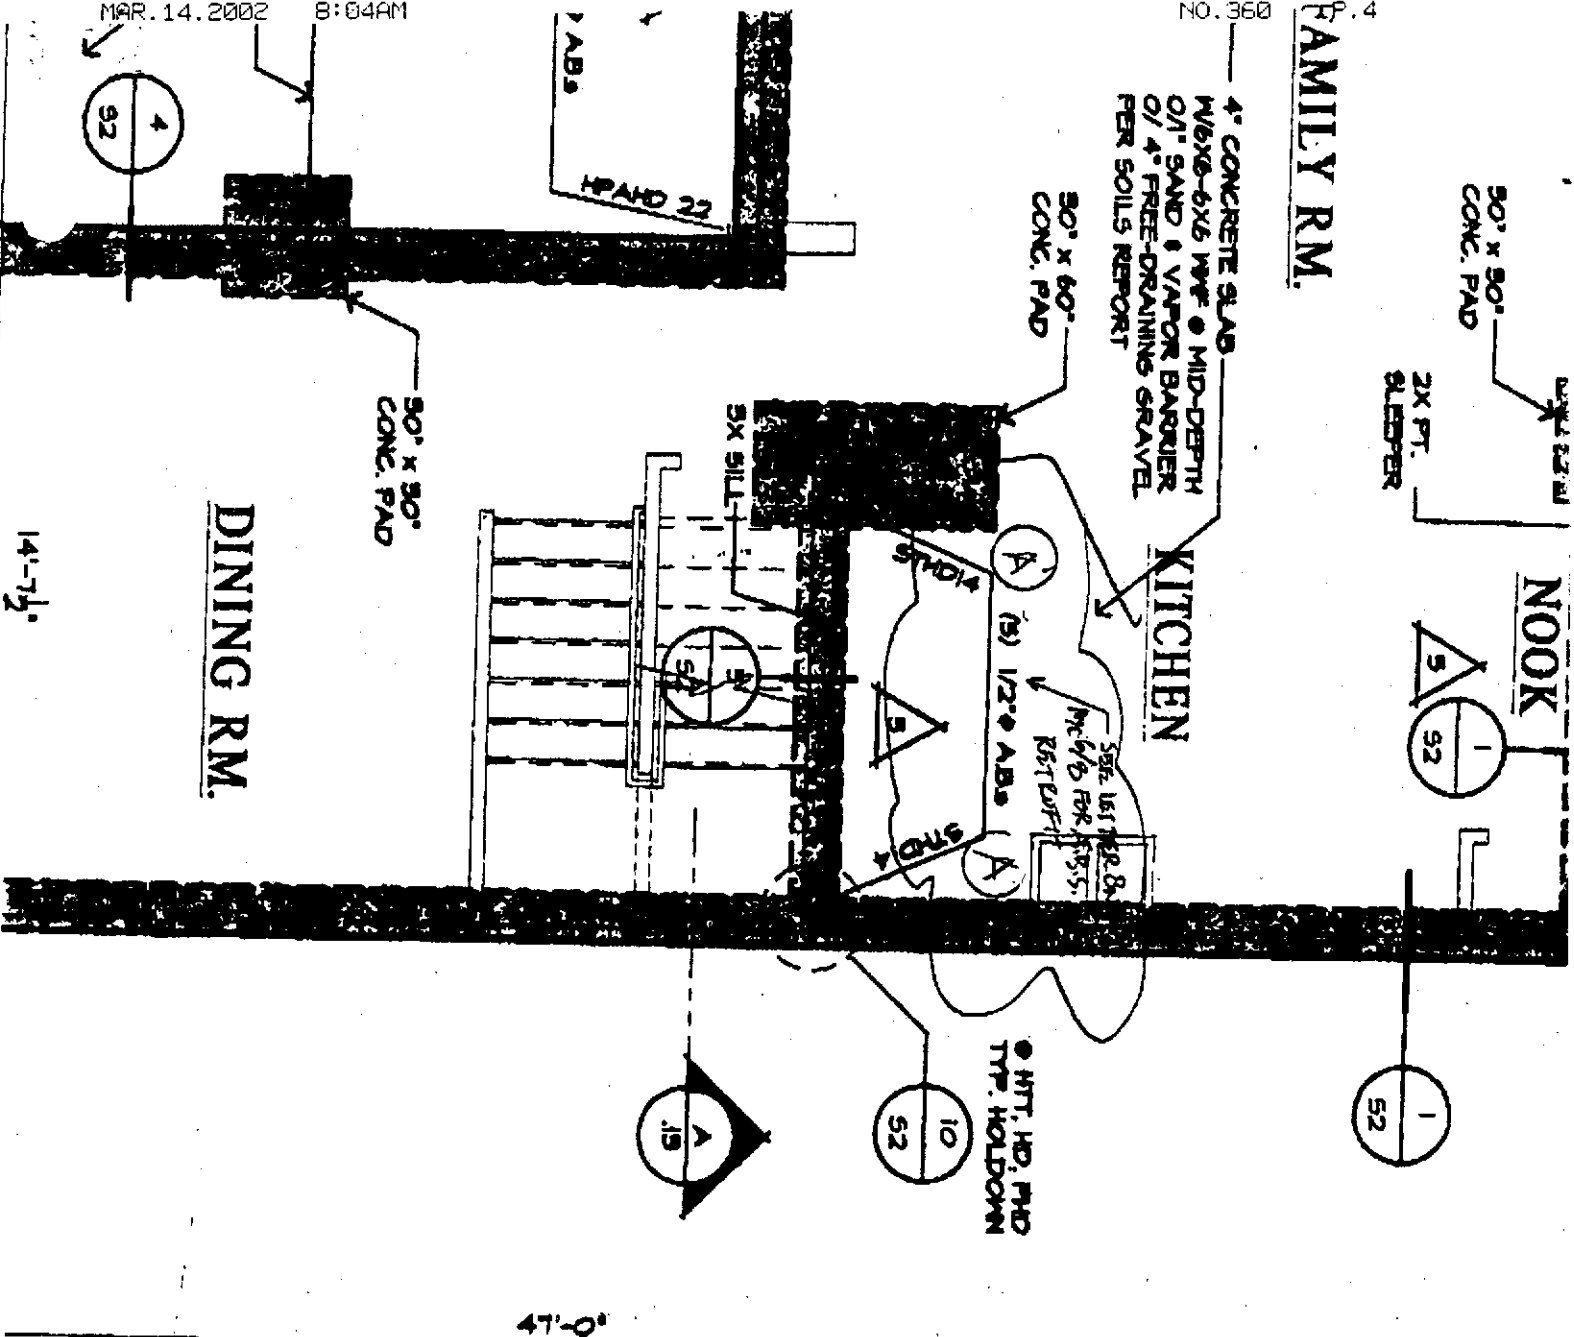 MAR.14.2002 8:04AM
NO.360 P.4
FAMILY RM.
4" CONCRETE SLAB
W/6X6-6X6 WWF @ MID-DEPTH
O/1" SAND & VAPOR BARRIER
O/ 4" FREE-DRAINING GRAVEL
PER SOILS REPORT
30" x 30"
CONC. PAD
2X PT.
SLEEPER
NOOK
5
1
S2
30" x 60"
CONC. PAD
KITCHEN
A
STHD14
(5) 1/2"ø A.B.s
SEE LETTER
FOR
5
A
3X SILL
5
HPAHD 22
A.B.s
4
S2
30" x 30"
CONC. PAD
DINING RM.
14'-7 1/2"
1
S2
@ HTT, HD, PHD
TYP. HOLDOWN
10
S2
A
47'-0"